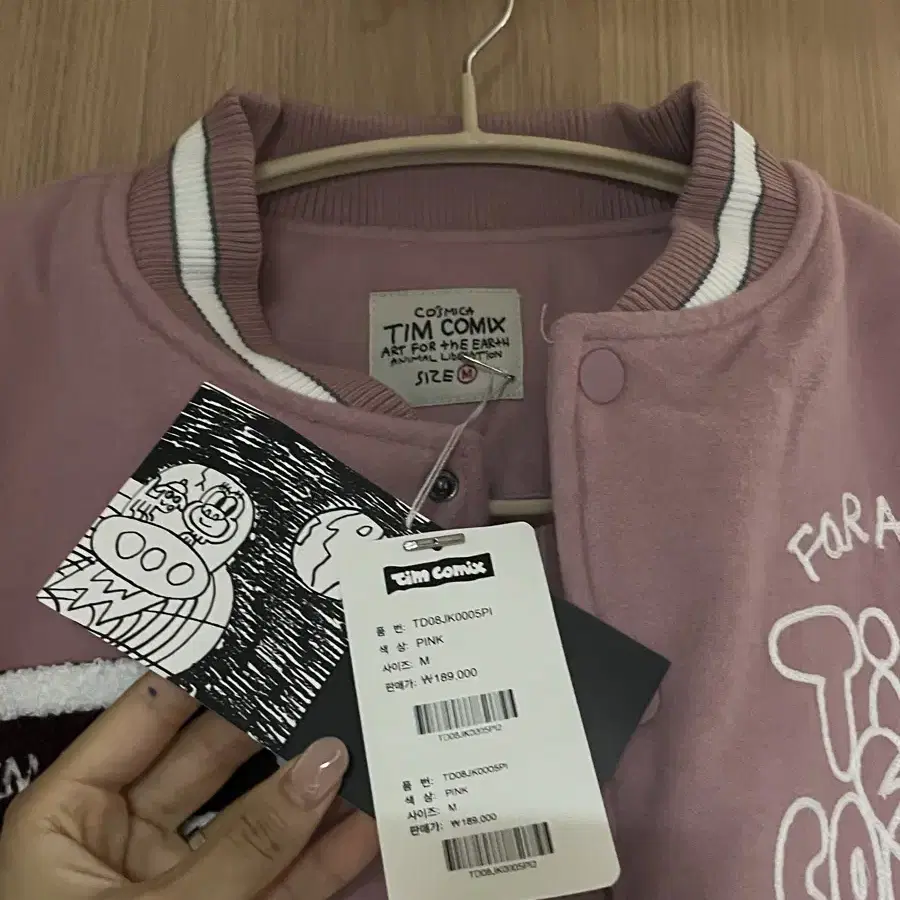 COSMICA
TIM COMIX
ART FOR thE EARtH
ANIMAL LIBERATION
SIZE M
tim comix
품 번: TD08JK0005PI
색 상: PINK
사이즈: M
판매가: ₩189,000
TD08JK0005PI2
품 번: TD08JK0005PI
색 상: PINK
사이즈: M
판매가: ₩189,000
TD08JK0005PI2
FOR A